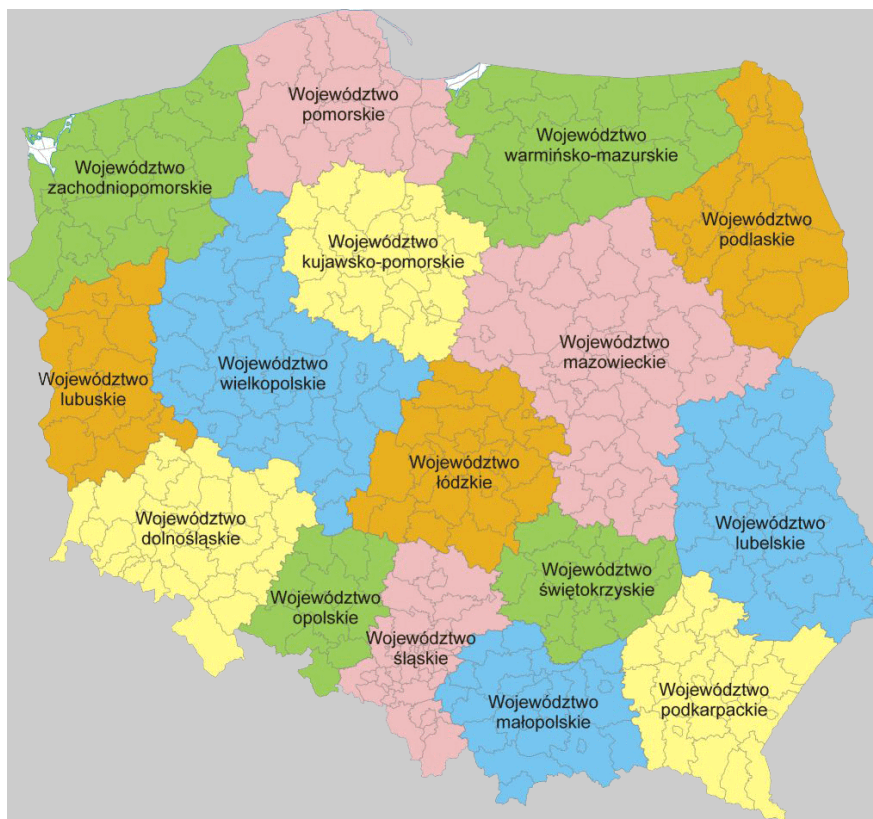 Województwo
pomorskie
Województwo
warmińsko-mazurskie
Województwo
zachodniopomorskie
Województwo
podlaskie
Województwo
kujawsko-pomorskie
Województwo
mazowieckie
Województwo
wielkopolskie
Województwo
lubuskie
Województwo
łódzkie
Województwo
dolnośląskie
Województwo
lubelskie
Województwo
świętokrzyskie
Województwo
opolskie
Województwo
śląskie
Województwo
podkarpackie
Województwo
małopolskie